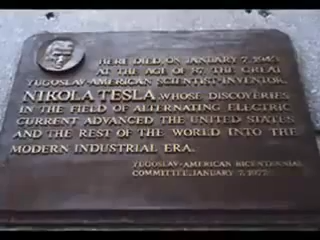 HERE DIED, ON JANUARY 7, 1943,
AT THE AGE OF 87, THE GREAT
YUGOSLAV-AMERICAN SCIENTIST-INVENTOR,
NIKOLA TESLA, WHOSE DISCOVERIES
IN THE FIELD OF ALTERNATING ELECTRIC
CURRENT ADVANCED THE UNITED STATES
AND THE REST OF THE WORLD INTO THE
MODERN INDUSTRIAL ERA.
YUGOSLAV-AMERICAN BICENTENNIAL
COMMITTEE, JANUARY 7, 1977